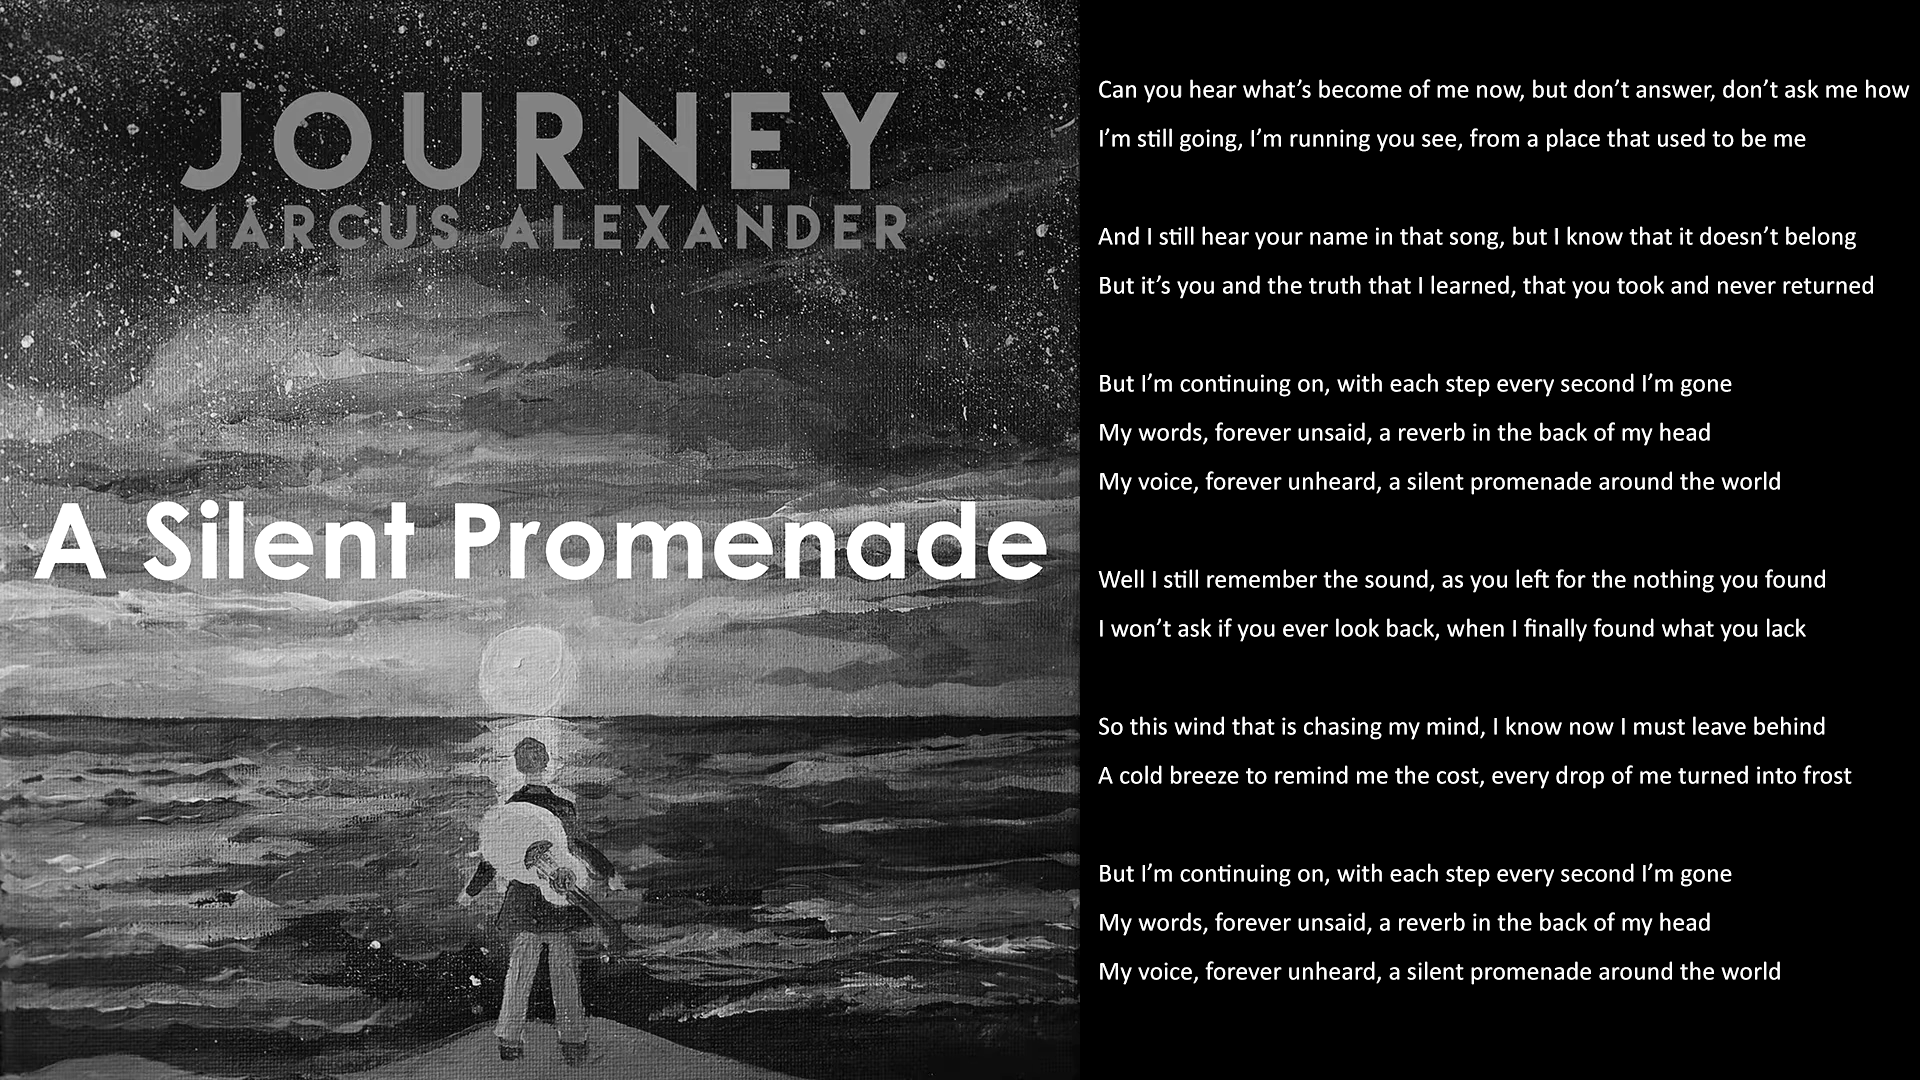 JOURNEY
MARCUS ALEXANDER
A Silent Promenade
Can you hear what’s become of me now, but don’t answer, don’t ask me how
I’m still going, I’m running you see, from a place that used to be me
And I still hear your name in that song, but I know that it doesn’t belong
But it’s you and the truth that I learned, that you took and never returned
But I’m continuing on, with each step every second I’m gone
My words, forever unsaid, a reverb in the back of my head
My voice, forever unheard, a silent promenade around the world
Well I still remember the sound, as you left for the nothing you found
I won’t ask if you ever look back, when I finally found what you lack
So this wind that is chasing my mind, I know now I must leave behind
A cold breeze to remind me the cost, every drop of me turned into frost
But I’m continuing on, with each step every second I’m gone
My words, forever unsaid, a reverb in the back of my head
My voice, forever unheard, a silent promenade around the world